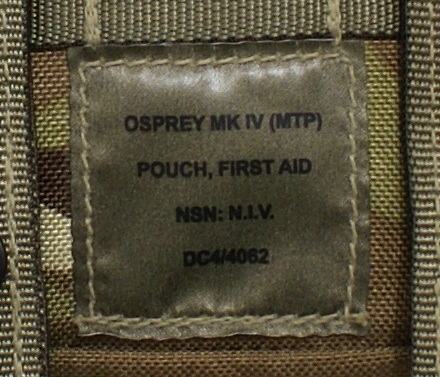 OSPREY MK IV (MTP)
POUCH, FIRST AID
NSN: N.I.V.
DC4/4062